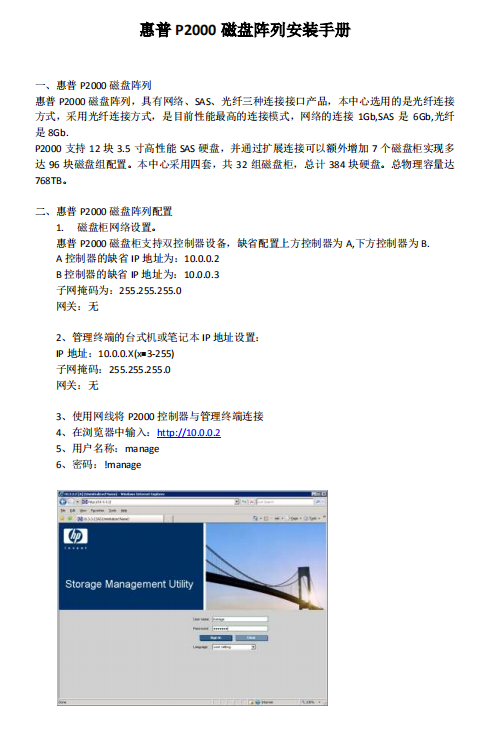 惠普 P2000 磁盘阵列安装手册
一、惠普 P2000 磁盘阵列
惠普 P2000 磁盘阵列，具有网络、SAS、光纤三种连接接口产品，本中心选用的是光纤连接
方式，采用光纤连接方式，是目前性能最高的连接模式，网络的连接 1Gb,SAS 是 6Gb,光纤
是 8Gb.
P2000 支持 12 块 3.5 寸高性能 SAS 硬盘，并通过扩展连接可以额外增加 7 个磁盘柜实现多
达 96 块磁盘组配置。本中心采用四套，共 32 组磁盘柜，总计 384 块硬盘。总物理容量达
768TB。
二、惠普 P2000 磁盘阵列配置
1. 磁盘柜网络设置。
惠普 P2000 磁盘柜支持双控制器设备，缺省配置上方控制器为 A,下方控制器为 B.
A 控制器的缺省 IP 地址为：10.0.0.2
B 控制器的缺省 IP 地址为：10.0.0.3
子网掩码为：255.255.255.0
网关：无
2、管理终端的台式机或笔记本 IP 地址设置：
IP 地址：10.0.0.X(x=3-255)
子网掩码：255.255.255.0
网关：无
3、使用网线将 P2000 控制器与管理终端连接
4、在浏览器中输入：http://10.0.0.2
5、用户名称：manage
6、密码：!manage
hp
invent
Storage Management Utility
User name:
manage
Password:
Sign In
Clear
Language:
Done
Internet